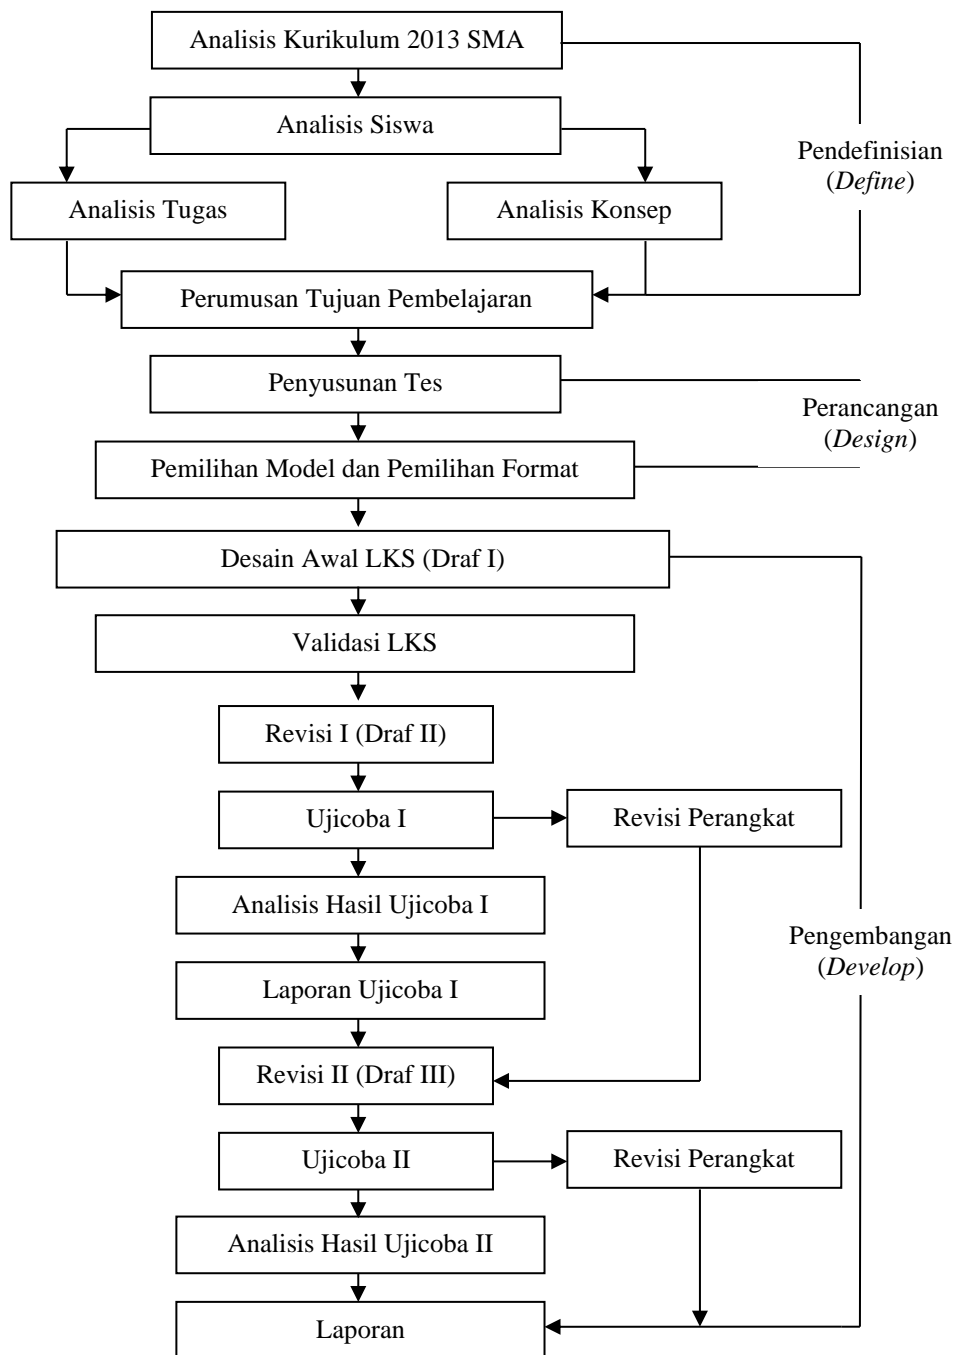 Analisis Kurikulum 2013 SMA
Analisis Siswa
Pendefinisian
(Define)
Analisis Tugas
Analisis Konsep
Perumusan Tujuan Pembelajaran
Penyusunan Tes
Perancangan
(Design)
Pemilihan Model dan Pemilihan Format
Desain Awal LKS (Draf I)
Validasi LKS
Revisi I (Draf II)
Ujicoba I
Revisi Perangkat
Analisis Hasil Ujicoba I
Pengembangan
(Develop)
Laporan Ujicoba I
Revisi II (Draf III)
Ujicoba II
Revisi Perangkat
Analisis Hasil Ujicoba II
Laporan